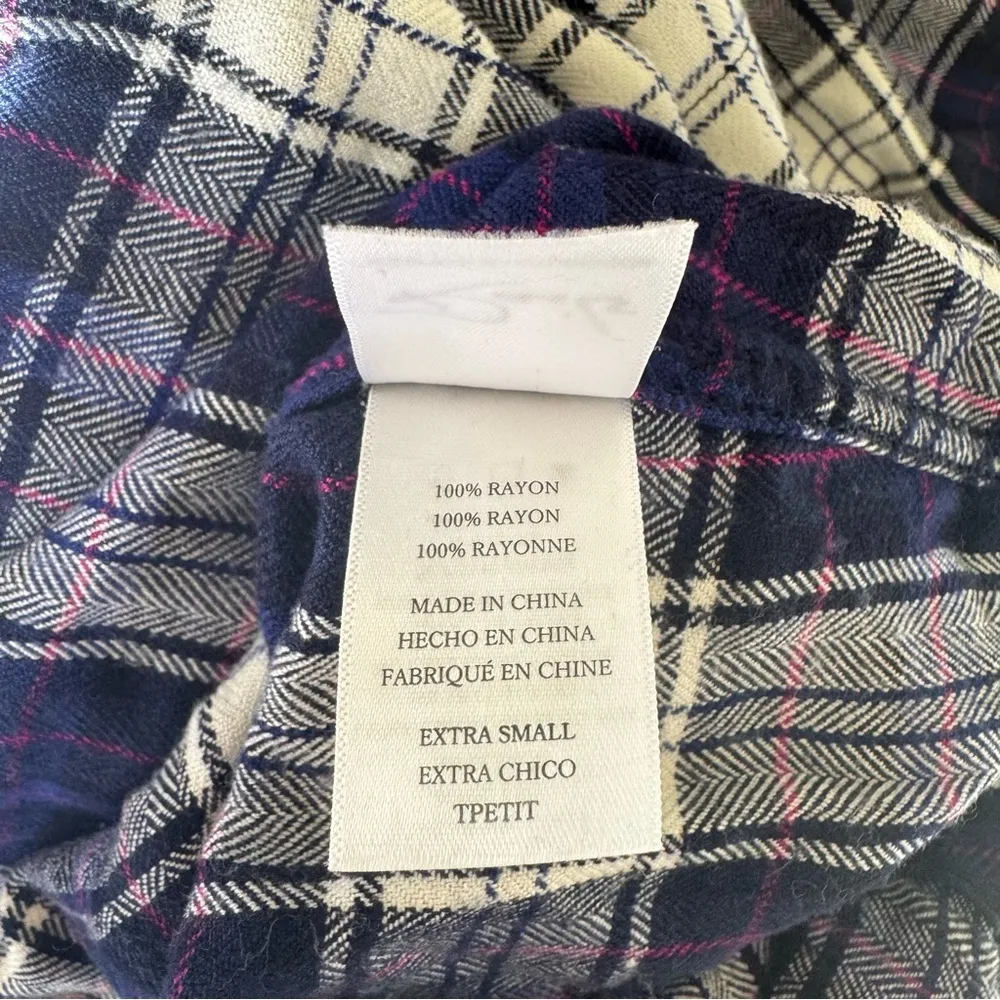 100% RAYON
100% RAYON
100% RAYONNE
MADE IN CHINA
HECHO EN CHINA
FABRIQUÉ EN CHINE
EXTRA SMALL
EXTRA CHICO
TPETIT